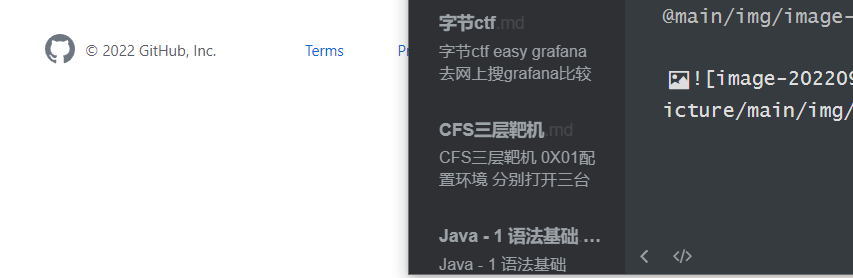 © 2022 GitHub, Inc.
Terms
字节ctf.md
字节ctf easy grafana
去网上搜grafana比较
CFS三层靶机.md
CFS三层靶机 0X01配
置环境 分别打开三台
Java - 1 语法基础 …
Java - 1 语法基础
@main/img/image-
![image-202209
icture/main/img/